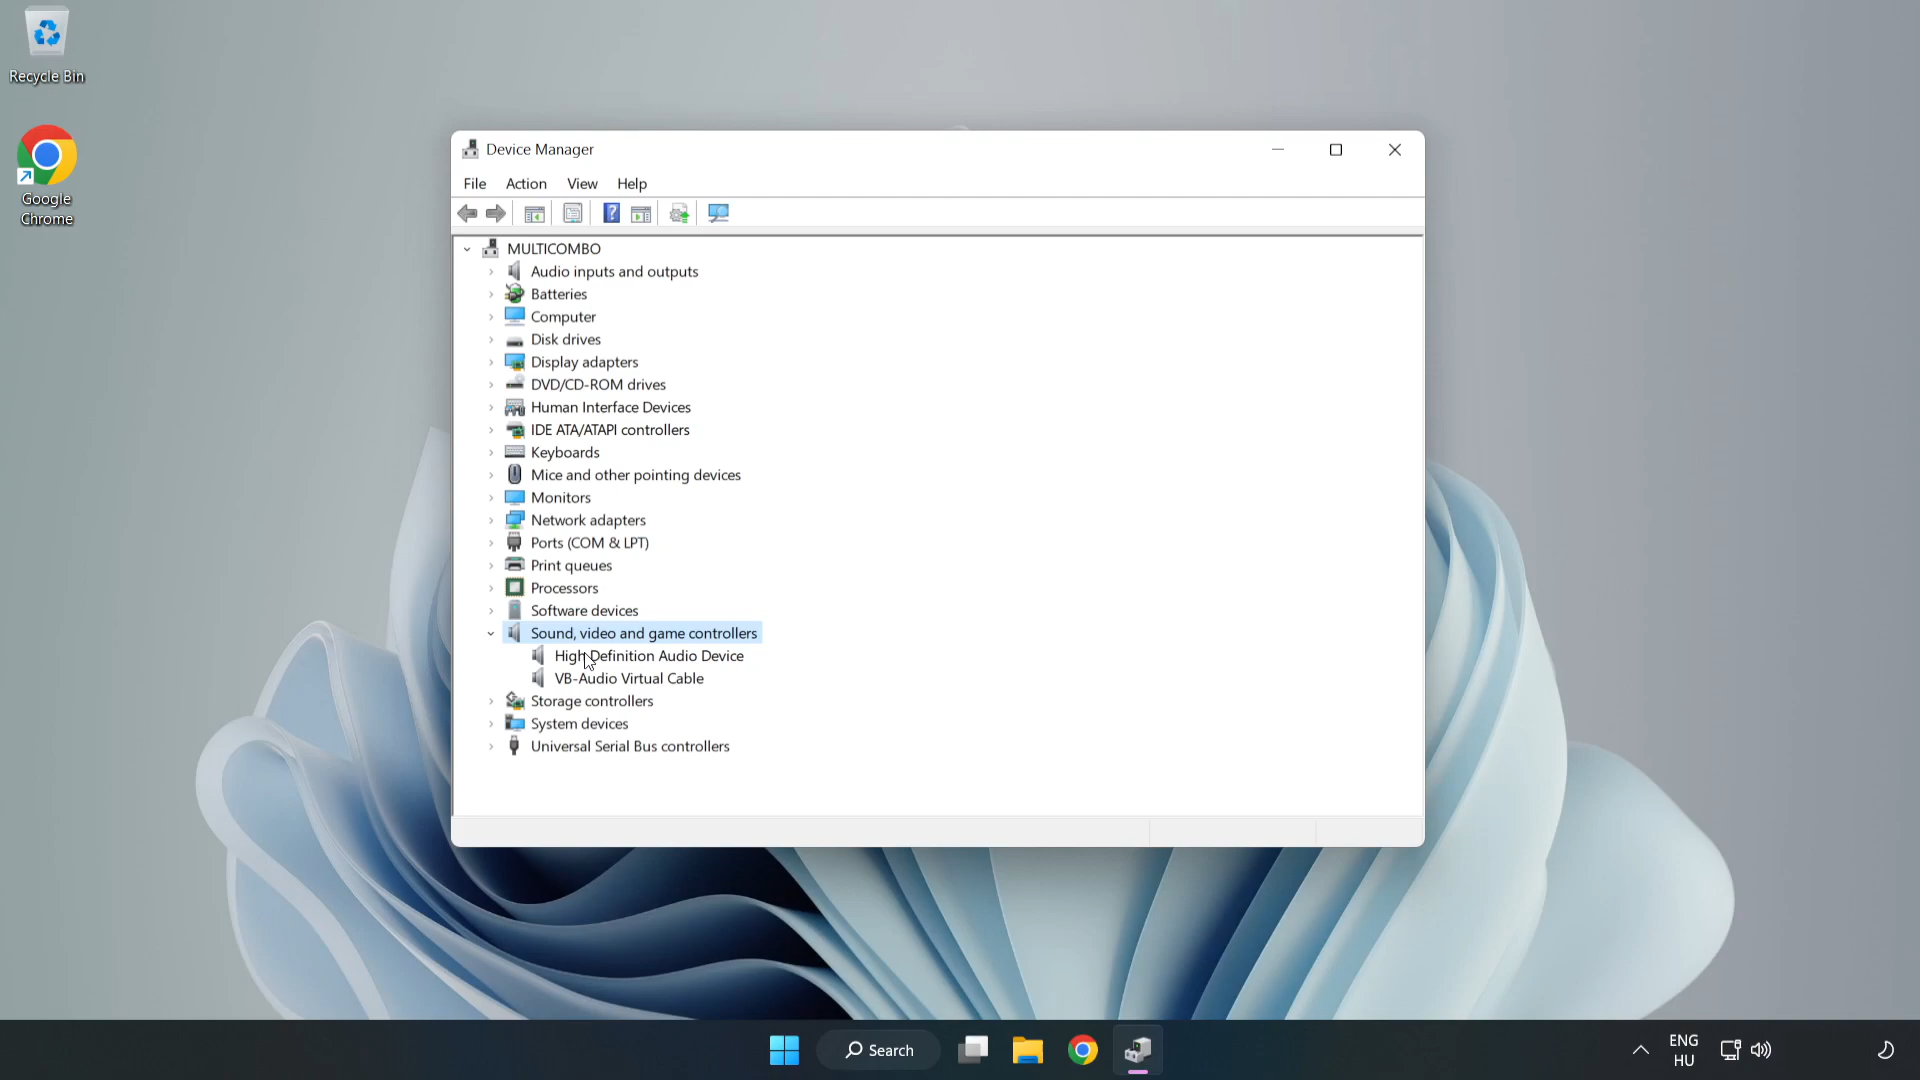 Recycle Bin
Google
Chrome
Device Manager
File Action View Help
MULTICOMBO
Audio inputs and outputs
Batteries
Computer
Disk drives
Display adapters
DVD/CD-ROM drives
Human Interface Devices
IDE ATA/ATAPI controllers
Keyboards
Mice and other pointing devices
Monitors
Network adapters
Ports (COM & LPT)
Print queues
Processors
Software devices
Sound, video and game controllers
High Definition Audio Device
VB-Audio Virtual Cable
Storage controllers
System devices
Universal Serial Bus controllers
Search
ENG
HU